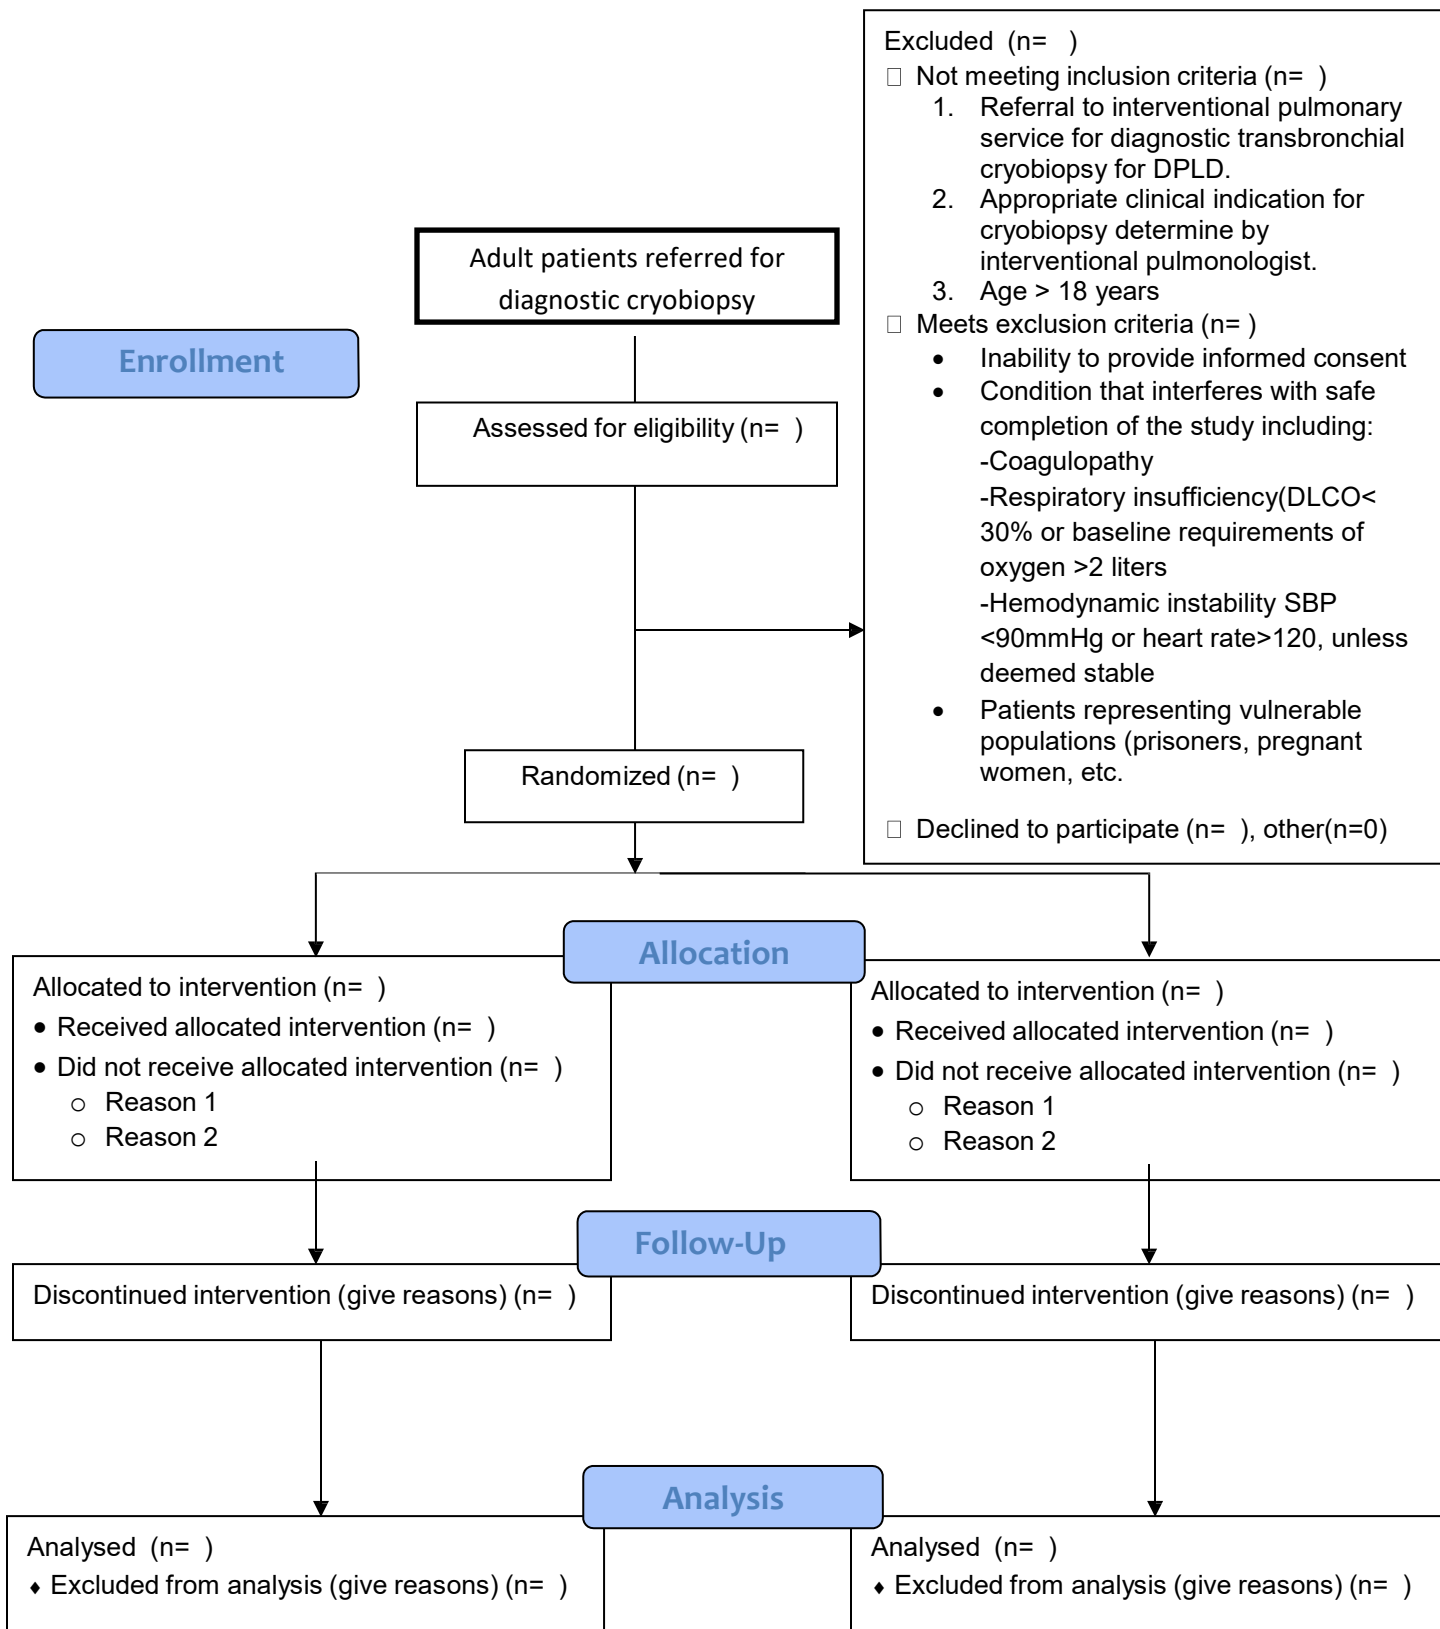 Excluded (n=  )
□ Not meeting inclusion criteria (n=  )
1. Referral to interventional pulmonary
service for diagnostic transbronchial
cryobiopsy for DPLD.
2. Appropriate clinical indication for
cryobiopsy determine by
interventional pulmonologist.
3. Age > 18 years
□ Meets exclusion criteria (n= )
• Inability to provide informed consent
• Condition that interferes with safe
completion of the study including:
-Coagulopathy
-Respiratory insufficiency(DLCO<
30% or baseline requirements of
oxygen >2 liters
-Hemodynamic instability SBP
<90mmHg or heart rate>120, unless
deemed stable
• Patients representing vulnerable
populations (prisoners, pregnant
women, etc.
□ Declined to participate (n=  ), other(n=0)
Adult patients referred for
diagnostic cryobiopsy
Enrollment
Assessed for eligibility (n=  )
Randomized (n=  )
Allocation
Allocated to intervention (n=  )
• Received allocated intervention (n=  )
• Did not receive allocated intervention (n=  )
o Reason 1
o Reason 2
Allocated to intervention (n=  )
• Received allocated intervention (n=  )
• Did not receive allocated intervention (n=  )
o Reason 1
o Reason 2
Follow-Up
Discontinued intervention (give reasons) (n=  )
Discontinued intervention (give reasons) (n=  )
Analysis
Analysed (n=  )
♦ Excluded from analysis (give reasons) (n=  )
Analysed (n=  )
♦ Excluded from analysis (give reasons) (n=  )